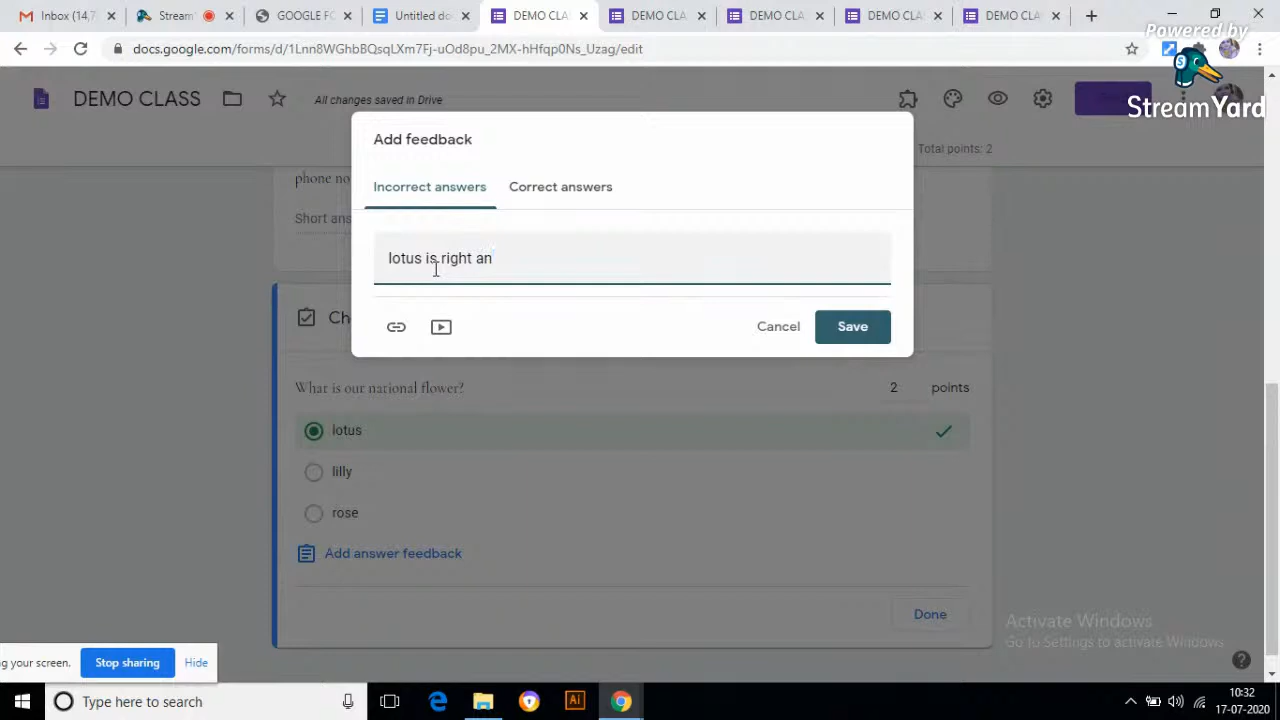 Inbox (14,7
Stream
GOOGLE FO
Untitled do
DEMO CLA
DEMO CLA
DEMO CLA
DEMO CLA
DEMO CLA
docs.google.com/forms/d/1Lnn8WGhbBQsqLXm7Fj-uOd8pu_2MX-hHfqp0Ns_Uzag/edit
Powered by
StreamYard
DEMO CLASS
All changes saved in Drive
Total points: 2
Add feedback
Incorrect answers
Correct answers
phone no
Short ans
lotus is right an
Ch
Cancel
Save
What is our national flower?
2
points
lotus
lilly
rose
Add answer feedback
Done
Activate Windows
Go to Settings to activate Windows.
g your screen.
Stop sharing
Hide
Type here to search
Ai
10:32
17-07-2020